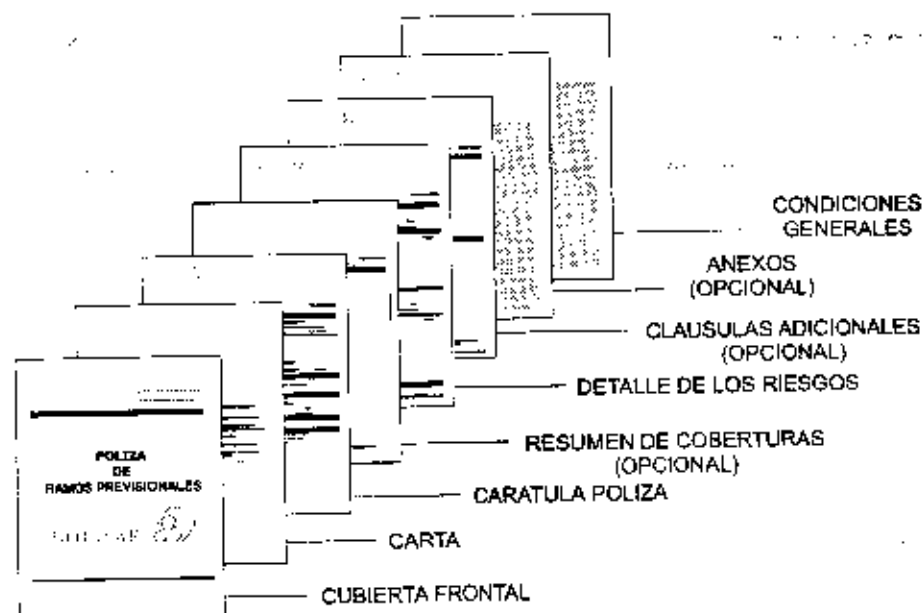 CONDICIONES
GENERALES
ANEXOS
(OPCIONAL)
CLAUSULAS ADICIONALES
(OPCIONAL)
DETALLE DE LOS RIESGOS
RESUMEN DE COBERTURAS
(OPCIONAL)
CARATULA POLIZA
CARTA
CUBIERTA FRONTAL
POLIZA
DE
RAMOS PREVISIONALES